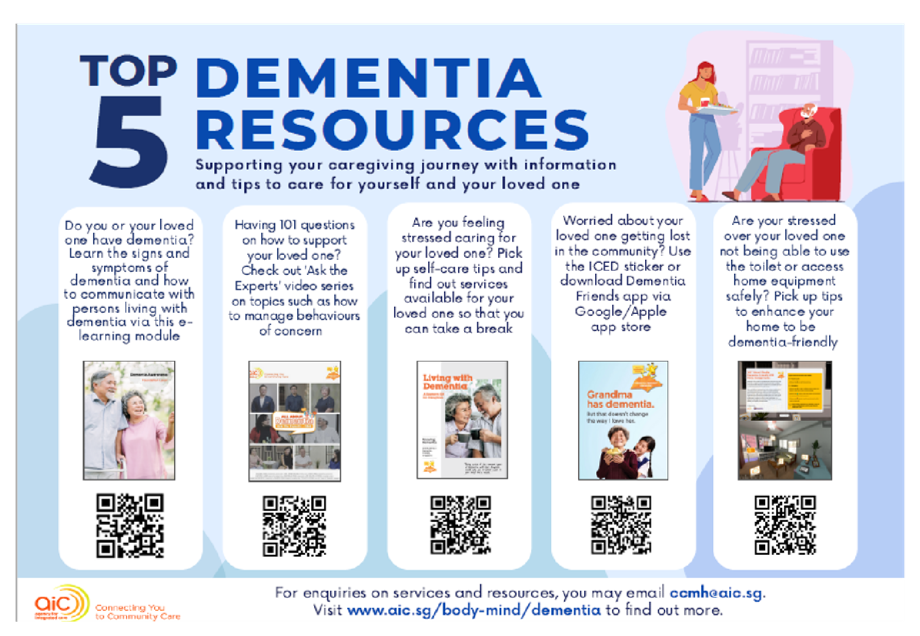 TOP
5
DEMENTIA
RESOURCES
Supporting your caregiving journey with information
and tips to care for yourself and your loved one
Do you or your loved
one have dementia?
Learn the signs and
symptoms of
dementia and how
to communicate with
persons living with
dementia via this e-
learning module
Having 101 questions
on how to support
your loved one?
Check out 'Ask the
Experts' video series
on topics such as how
to manage behaviours
of concern
Are you feeling
stressed caring for
your loved one? Pick
up self-care tips and
find out services
available for your
loved one so that you
can take a break
Living with
Dementia
Worried about your
loved one getting lost
in the community? Use
the ICED sticker or
download Dementia
Friends app via
Google/Apple
app store
Grandma
has dementia.
But that doesn't change
the way I love her.
Are your stressed
over your loved one
not being able to use
the toilet or access
home equipment
safely? Pick up tips
to enhance your
home to be
dementia-friendly
aic
Connecting You
to Community Care
For enquiries on services and resources, you may email ccmh@aic.sg.
Visit www.aic.sg/body-mind/dementia to find out more.